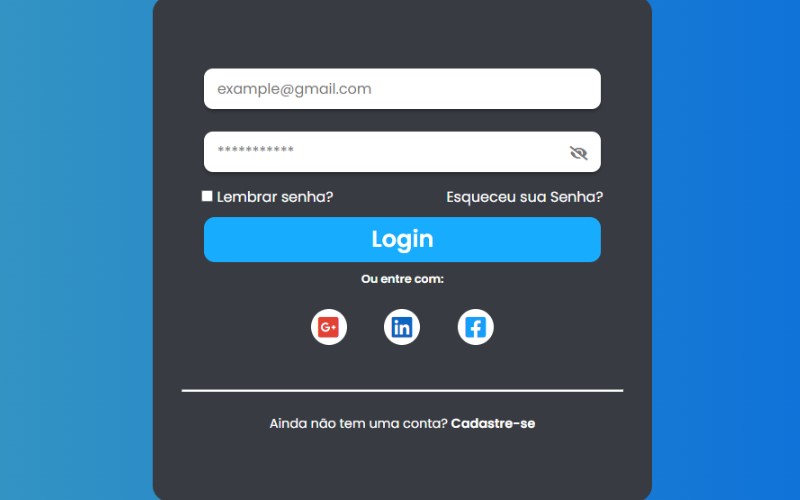 example@gmail.com
***********
Lembrar senha? Esqueceu sua Senha?
Login
Ou entre com:
G+ in f
Ainda não tem uma conta? Cadastre-se